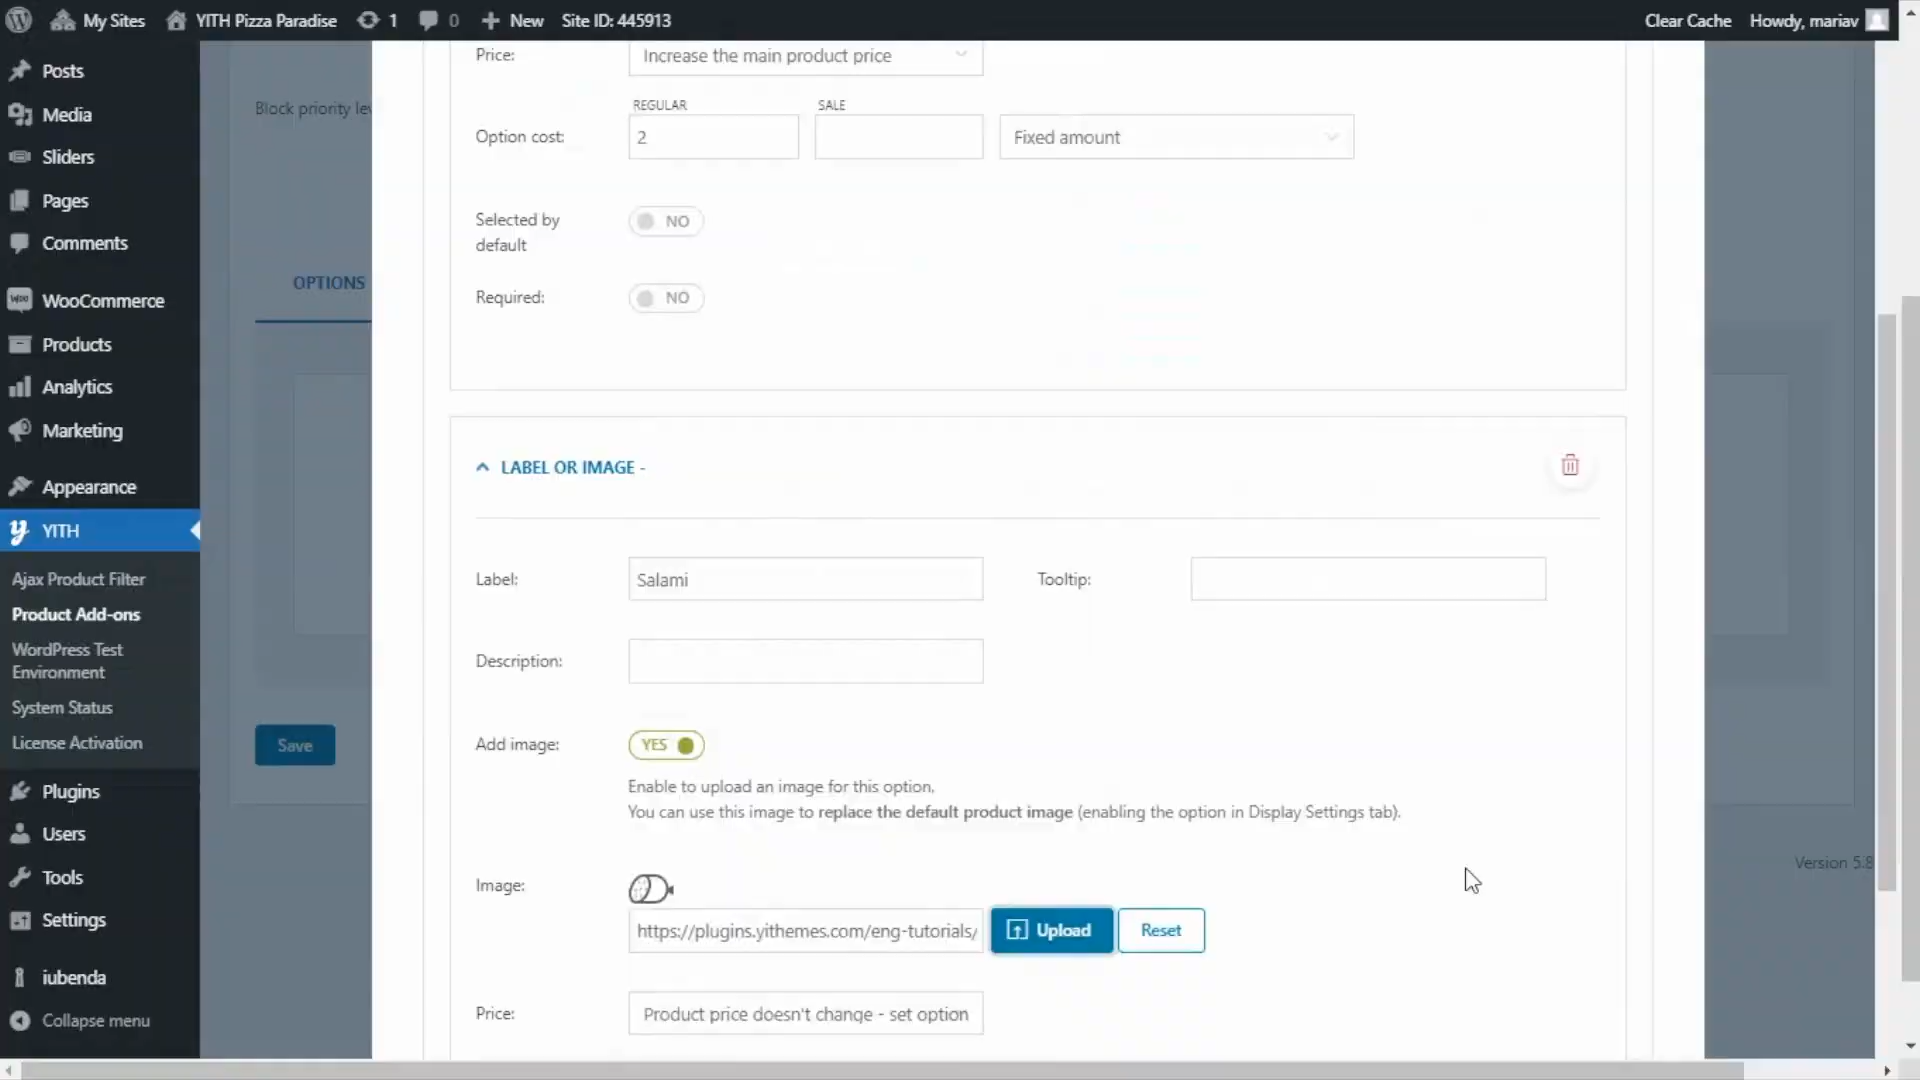 My Sites
YITH Pizza Paradise
1
0
New
Site ID: 445913
Clear Cache
Howdy, mariav
Posts
Media
Sliders
Pages
Comments
WooCommerce
Products
Analytics
Marketing
Appearance
YITH
Ajax Product Filter
Product Add-ons
WordPress Test
Environment
System Status
License Activation
Plugins
Users
Tools
Settings
iubenda
Collapse menu
Block priority lev
OPTIONS
Save
Version 5.8
Price:
Increase the main product price
REGULAR
SALE
Option cost:
2
Fixed amount
Selected by
default
NO
Required:
NO
LABEL OR IMAGE -
Label:
Salami
Tooltip:
Description:
Add image:
YES
Enable to upload an image for this option.
You can use this image to replace the default product image (enabling the option in Display Settings tab).
Image:
https://plugins.yithemes.com/eng-tutorials/
Upload
Reset
Price:
Product price doesn't change - set option